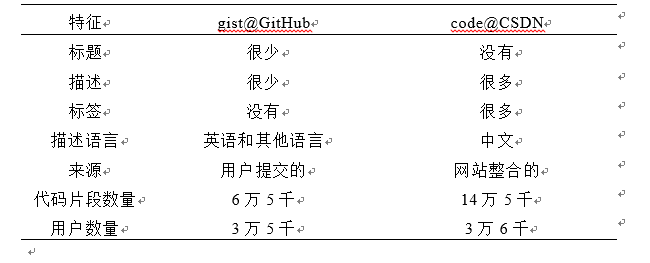 特征 gist@GitHub code@CSDN
标题 很少 没有
描述 很少 很多
标签 没有 很多
描述语言 英语和其他语言 中文
来源 用户提交的 网站整合的
代码片段数量 6 万 5 千 14 万 5 千
用户数量 3 万 5 千 3 万 6 千